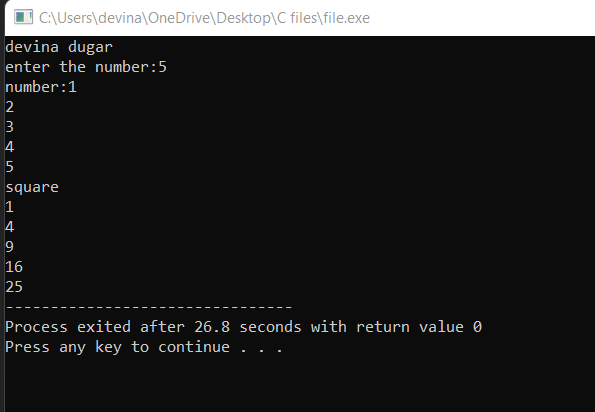 C:\Users\devina\OneDrive\Desktop\C files\file.exe
devina dugar
enter the number:5
number:1
2
3
4
5
square
1
4
9
16
25
--------------------------------
Process exited after 26.8 seconds with return value 0
Press any key to continue . . .